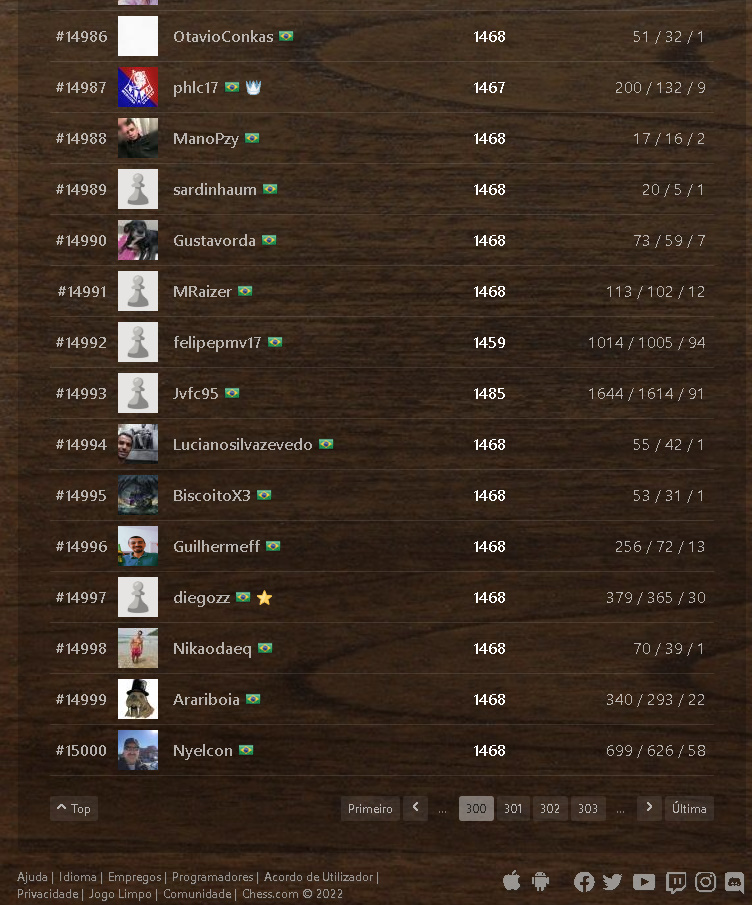 #14986 OtavioConkas 1468 51 / 32 / 1
#14987 phlc17 1467 200 / 132 / 9
#14988 ManoPzy 1468 17 / 16 / 2
#14989 sardinhaum 1468 20 / 5 / 1
#14990 Gustavorda 1468 73 / 59 / 7
#14991 MRaizer 1468 113 / 102 / 12
#14992 felipepmv17 1459 1014 / 1005 / 94
#14993 Jvfc95 1485 1644 / 1614 / 91
#14994 Lucianosilvazevedo 1468 55 / 42 / 1
#14995 BiscoitoX3 1468 53 / 31 / 1
#14996 Guilhermeff 1468 256 / 72 / 13
#14997 diegozz 1468 379 / 365 / 30
#14998 Nikaodaeq 1468 70 / 39 / 1
#14999 Arariboia 1468 340 / 293 / 22
#15000 Nyelcon 1468 699 / 626 / 58
Top Primeiro ... 300 301 302 303 ... Última
Ajuda | Idioma | Empregos | Programadores | Acordo de Utilizador |
Privacidade | Jogo Limpo | Comunidade | Chess.com © 2022